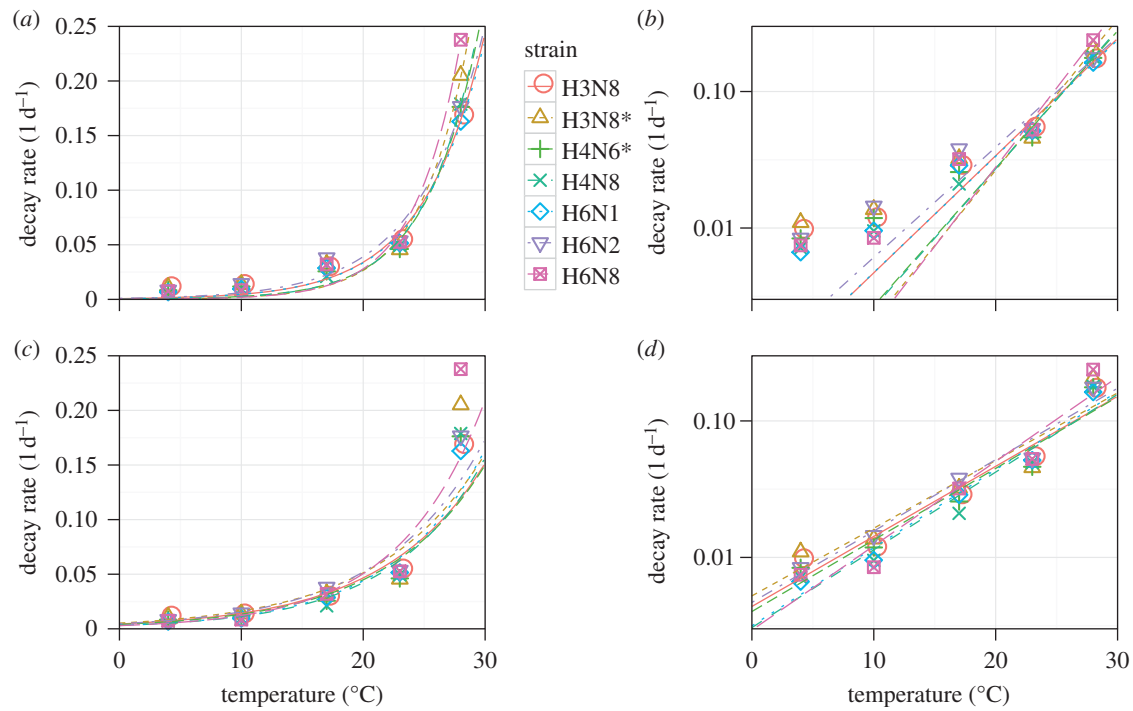 (a)
0.25
0.20
0.15
0.10
0.05
0
decay rate (1 d⁻¹)
strain
H3N8
H3N8*
H4N6*
H4N8
H6N1
H6N2
H6N8
(b)
0.10
0.01
decay rate (1 d⁻¹)
(c)
0.25
0.20
0.15
0.10
0.05
0
decay rate (1 d⁻¹)
0 10 20 30
temperature (°C)
(d)
0.10
0.01
decay rate (1 d⁻¹)
0 10 20 30
temperature (°C)